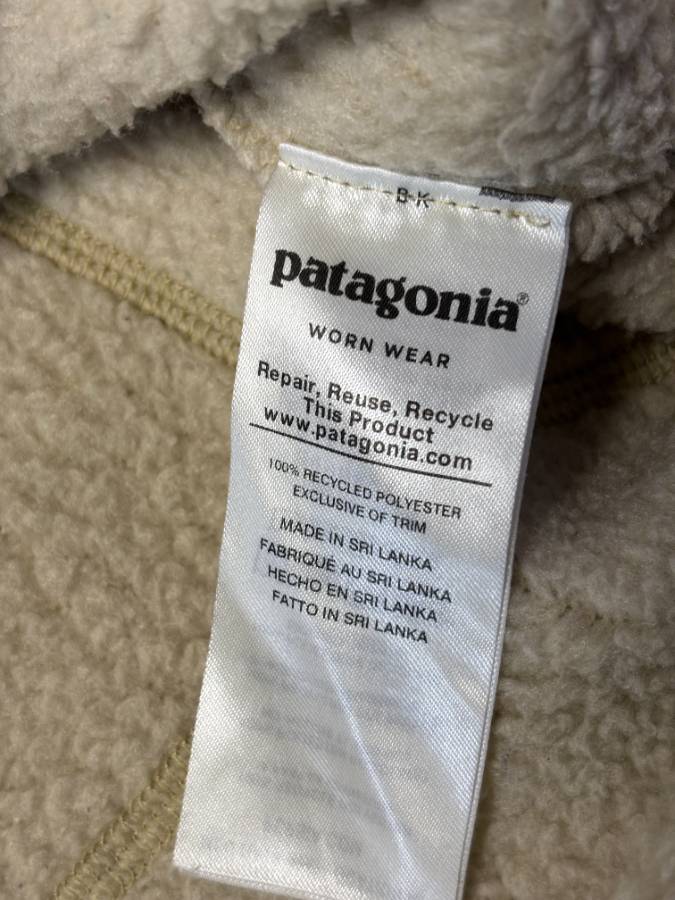 B-K
patagonia®
WORN WEAR
Repair, Reuse, Recycle
This Product
www.patagonia.com
100% RECYCLED POLYESTER
EXCLUSIVE OF TRIM
MADE IN SRI LANKA
FABRIQUÉ AU SRI LANKA
HECHO EN SRI LANKA
FATTO IN SRI LANKA